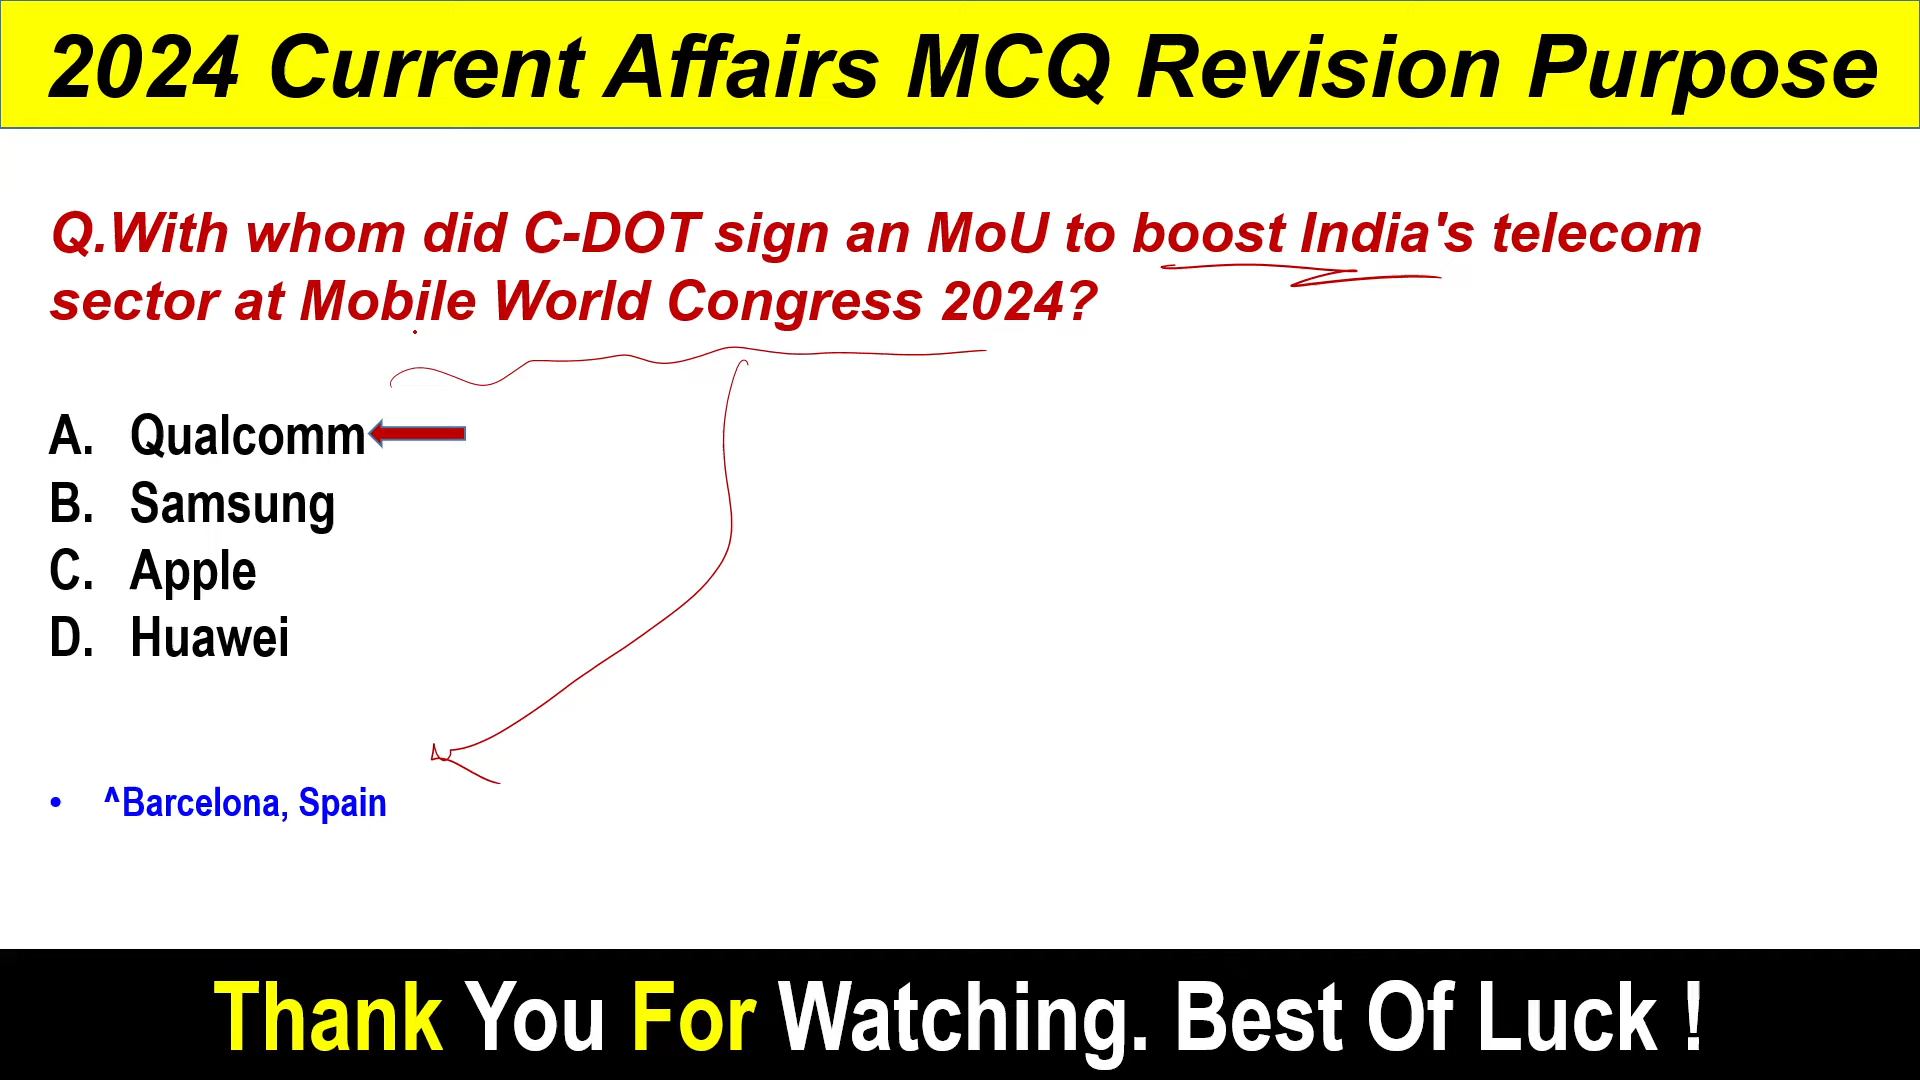 2024 Current Affairs MCQ Revision Purpose
Q.With whom did C-DOT sign an MoU to boost India's telecom
sector at Mobile World Congress 2024?
A. Qualcomm
B. Samsung
C. Apple
D. Huawei
• ^Barcelona, Spain
Thank You For Watching. Best Of Luck !